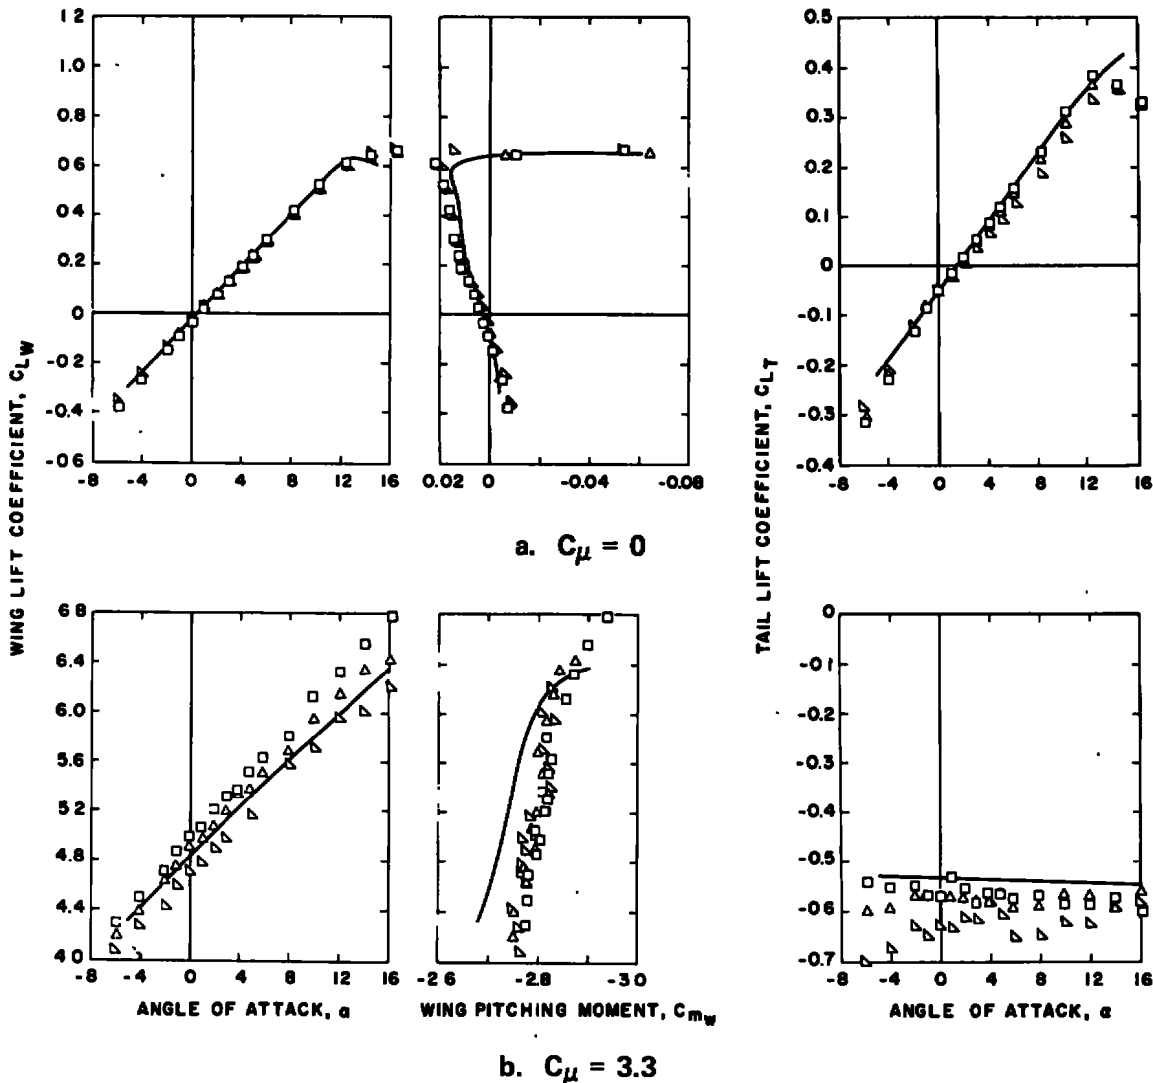 1.2
1.0
0.8
0.6
0.4
0.2
0
-0.2
-0.4
-0.6
-8 -4 0 4 8 12 16
0.02 0 -0.04 -0.08
0.5
0.4
0.3
0.2
0.1
0
-0.1
-0.2
-0.3
-0.4
-8 -4 0 4 8 12 16
WING LIFT COEFFICIENT, CLW
TAIL LIFT COEFFICIENT, CLT
a. Cμ = 0
6.8
6.4
6.0
5.6
5.2
4.8
4.4
4.0
-8 -4 0 4 8 12 16
ANGLE OF ATTACK, α
-2.6 -2.8 -3.0
WING PITCHING MOMENT, Cmw
0
-0.1
-0.2
-0.3
-0.4
-0.5
-0.6
-0.7
-8 -4 0 4 8 12 16
ANGLE OF ATTACK, α
b. Cμ = 3.3